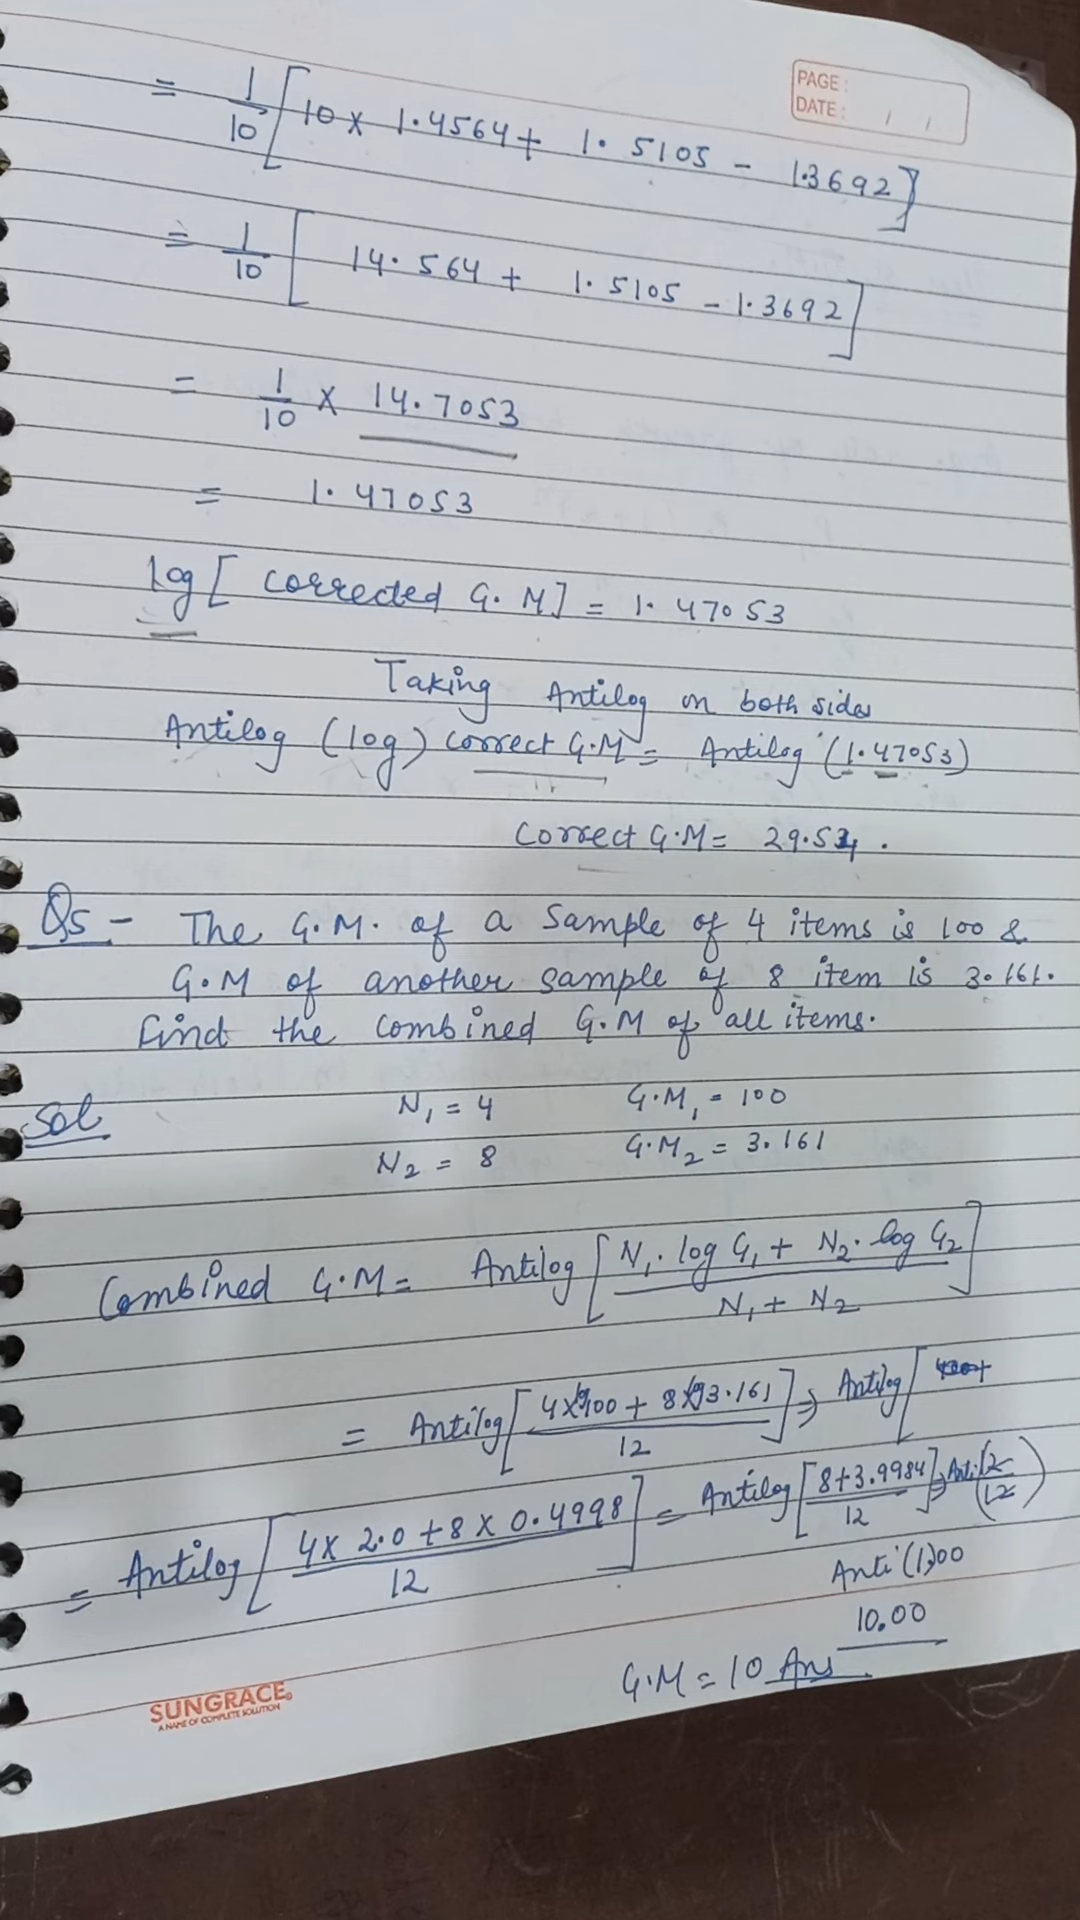 PAGE:
DATE: / /
= 1/10 [10 × 1.4564 + 1.5105 - 1.3692]
= 1/10 [14.564 + 1.5105 - 1.3692]
= 1/10 × 14.7053
= 1.47053
log [corrected G.M] = 1.47053
Taking Antilog on both sides
Antilog (log) correct G.M = Antilog (1.47053)
correct G.M = 29.54.
Q5 - The G.M. of a sample of 4 items is 100 &
G.M of another sample of 8 item is 3.161.
find the combined G.M of all items.
Sol N₁ = 4 G.M₁ = 100
N₂ = 8 G.M₂ = 3.161
Combined G.M = Antilog [N₁. log G₁ + N₂. log G₂ / N₁ + N₂]
= Antilog [4×log100 + 8×log3.161 / 12] ⇒ Antilog [
= Antilog [4 × 2.0 + 8 × 0.4998 / 12] = Antilog [8+3.9984 / 12] ⇒ Anti (12 / 12)
Anti (1)00
10.00
G.M = 10 Ans
SUNGRACE
A NAME OF COMPLETE SOLUTION